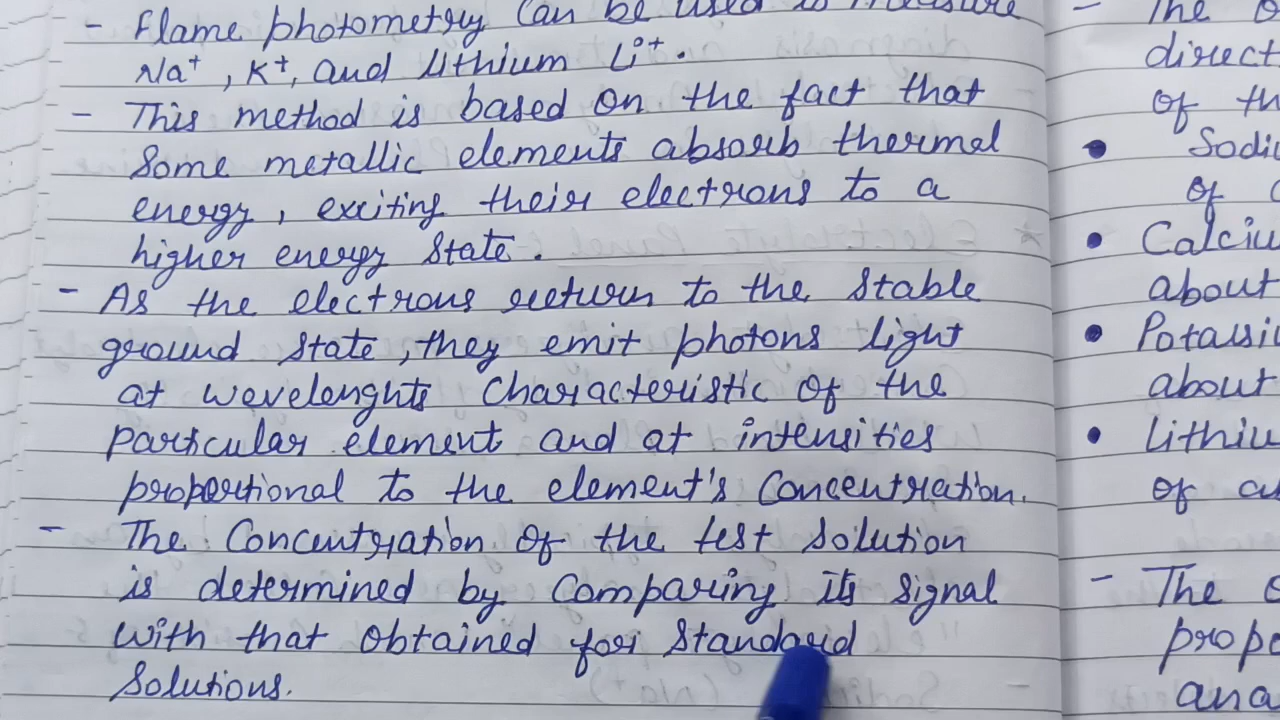 - Flame photometry Can be used to measure
Na⁺, K⁺, and Lithium Li⁺.
- This method is based on the fact that
Some metallic elements absorb thermal
energy, exciting their electrons to a
higher energy State.
- As the electrons return to the Stable
ground State, they emit photons light
at wavelenghts Characteristic of the
particular element and at intensities
proportional to the element's Concentration.
- The Concentration of the test Solution
is determined by Comparing its Signal
with that obtained for Standard
Solutions.
- The
direct
of th
• Sodi
of
• Calciu
about
• Potassi
about
• Lithiu
of
- The
prope
ana